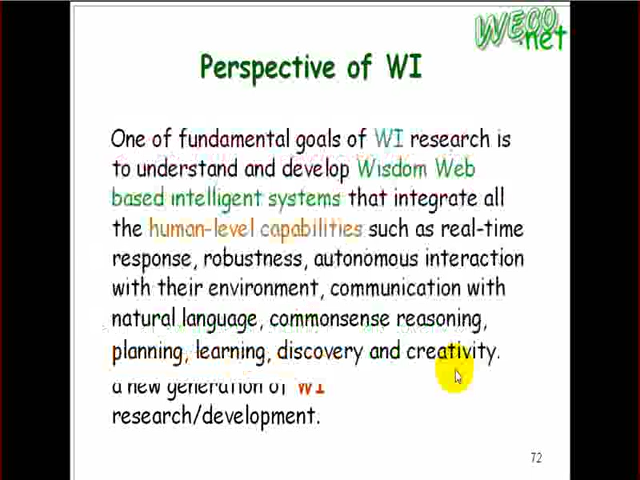 WECO
.net
Perspective of WI
One of fundamental goals of WI research is
to understand and develop Wisdom Web
based intelligent systems that integrate all
the human-level capabilities such as real-time
response, robustness, autonomous interaction
with their environment, communication with
natural language, commonsense reasoning,
planning, learning, discovery and creativity.
a new generation of WI
research/development.
72